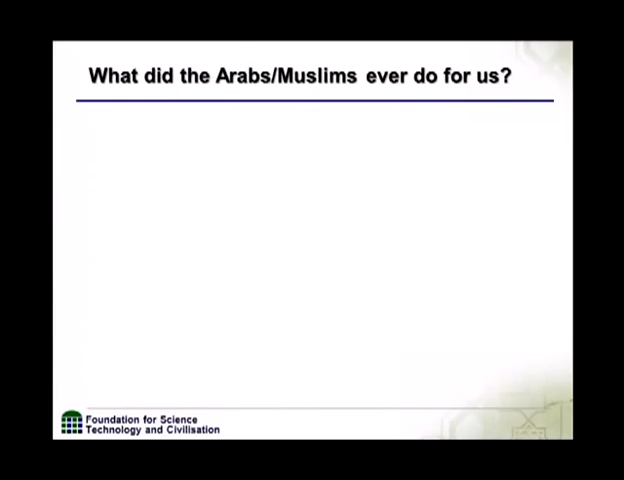 What did the Arabs/Muslims ever do for us?
Foundation for Science
Technology and Civilisation